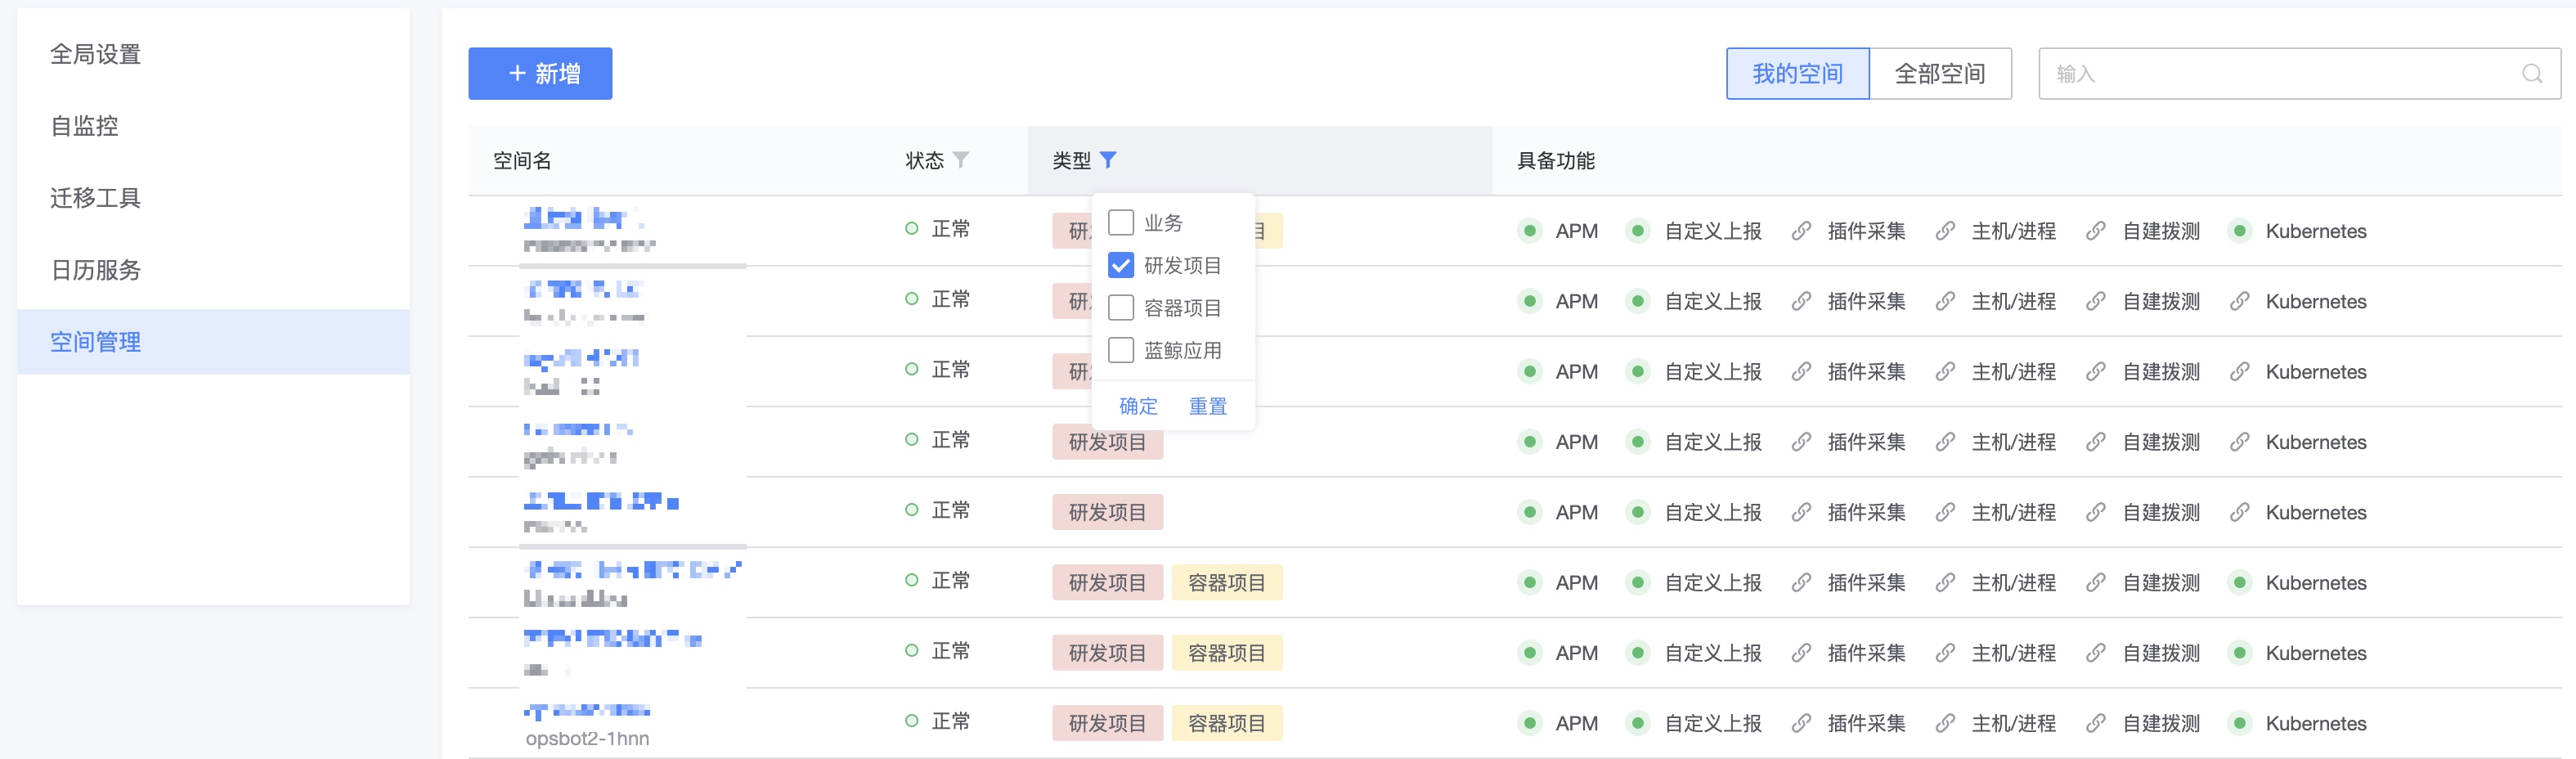 全局设置
自监控
迁移工具
日历服务
空间管理
+ 新增
我的空间 全部空间 输入
空间名 状态 类型 具备功能
正常 研 目 APM 自定义上报 插件采集 主机/进程 自建拨测 Kubernetes
正常 研 APM 自定义上报 插件采集 主机/进程 自建拨测 Kubernetes
正常 研 APM 自定义上报 插件采集 主机/进程 自建拨测 Kubernetes
业务
研发项目
容器项目
蓝鲸应用
确定 重置
正常 研发项目 APM 自定义上报 插件采集 主机/进程 自建拨测 Kubernetes
正常 研发项目 APM 自定义上报 插件采集 主机/进程 自建拨测 Kubernetes
正常 研发项目 容器项目 APM 自定义上报 插件采集 主机/进程 自建拨测 Kubernetes
正常 研发项目 容器项目 APM 自定义上报 插件采集 主机/进程 自建拨测 Kubernetes
正常 研发项目 容器项目 APM 自定义上报 插件采集 主机/进程 自建拨测 Kubernetes
opsbot2-1hnn